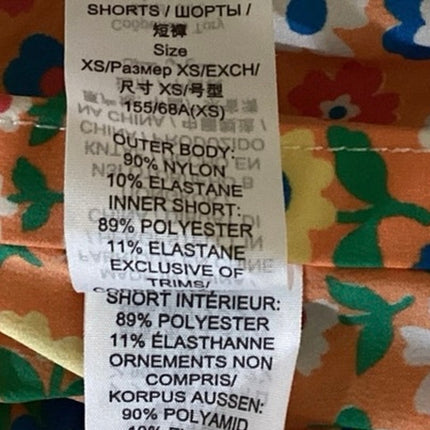 SHORTS / ШОРТЫ /
短褲
Size
XS/Размер XS/EXCH/
尺寸 XS/号型
155/68A(XS)
OUTER BODY:
90% NYLON
10% ELASTANE
INNER SHORT:
89% POLYESTER
11% ELASTANE
EXCLUSIVE OF
TRIMS/
SHORT INTÉRIEUR:
89% POLYESTER
11% ÉLASTHANNE
ORNEMENTS NON
COMPRIS/
KORPUS AUSSEN:
90% POLYAMID